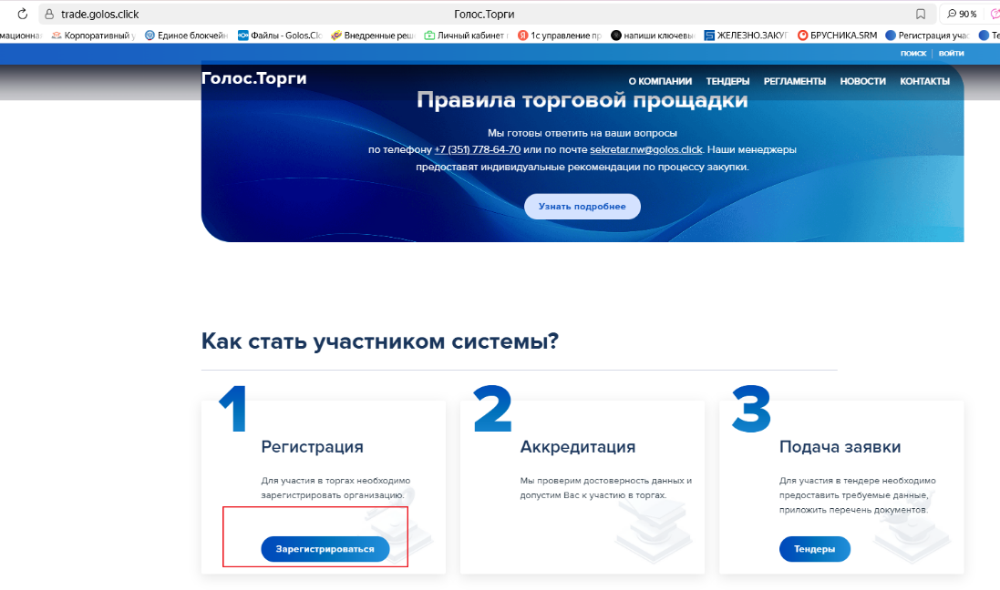 trade.golos.click
Голос.Торги
90 %
Корпоративный
Единое блокчейн
Файлы - Golos.Clc
Внедренные реш
Личный кабинет
1с управление пр
напиши ключевы
ЖЕЛЕЗНО.ЗАКУП
БРУСНИКА.SRM
Регистрация учас
ПОИСК
ВОЙТИ
Голос.Торги
О КОМПАНИИ
ТЕНДЕРЫ
РЕГЛАМЕНТЫ
НОВОСТИ
КОНТАКТЫ
Правила торговой прощадки
Мы готовы ответить на ваши вопросы
по телефону +7 (351) 778-64-70 или по почте sekretar.nw@golos.click. Наши менеджеры
предоставят индивидуальные рекомендации по процессу закупки.
Узнать подробнее
Как стать участником системы?
1
Регистрация
Для участия в торгах необходимо
зарегистрировать организацию.
Зарегистрироваться
2
Аккредитация
Мы проверим достоверность данных и
допустим Вас к участию в торгах.
3
Подача заявки
Для участия в тендере необходимо
предоставить требуемые данные,
приложить перечень документов.
Тендеры